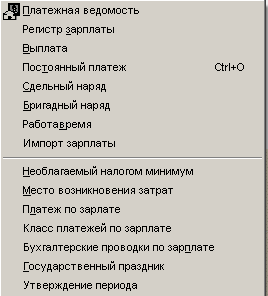 Платежная ведомость
Регистр зарплаты
Выплата
Постоянный платеж Ctrl+O
Сдельный наряд
Бригадный наряд
Работавремя
Импорт зарплаты
Необлагаемый налогом минимум
Место возникновения затрат
Платеж по зарлате
Класс платежей по зарплате
Бухгалтерские проводки по зарплате
Государственный праздник
Утверждение периода